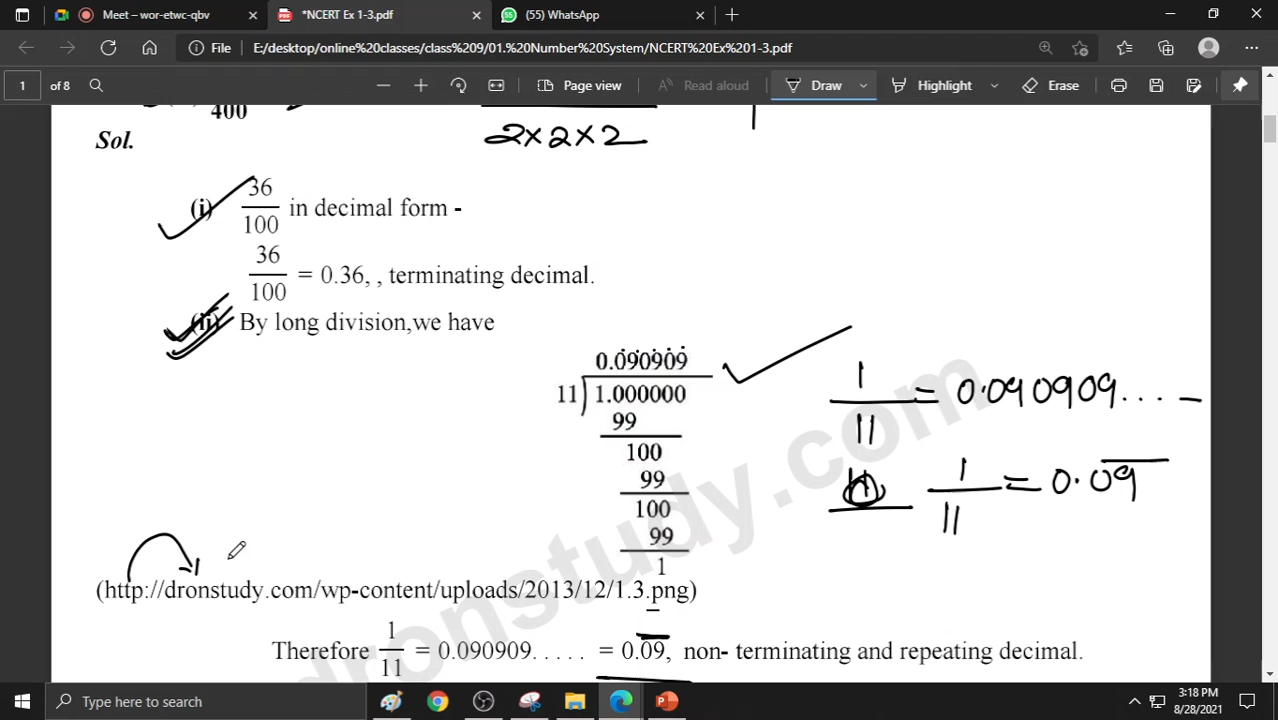 Meet – wor-etwc-qbv
*NCERT Ex 1-3.pdf
(55) WhatsApp
File E:/desktop/online%20classes/class%209/01.%20Number%20System/NCERT%20Ex%201-3.pdf
1 of 8
Page view
Read aloud
Draw
Highlight
Erase
400
2×2×2
Sol.
(i) 36/100 in decimal form -
36/100 = 0.36, , terminating decimal.
(ii) By long division,we have
0.090909
11 1.000000
99
100
99
100
99
1
1/11 = 0.090909....
1/11 = 0.09
(http://dronstudy.com/wp-content/uploads/2013/12/1.3.png)
Therefore 1/11 = 0.090909. . . . . = 0.09, non- terminating and repeating decimal.
dronstudy.com
Type here to search
3:18 PM
8/28/2021